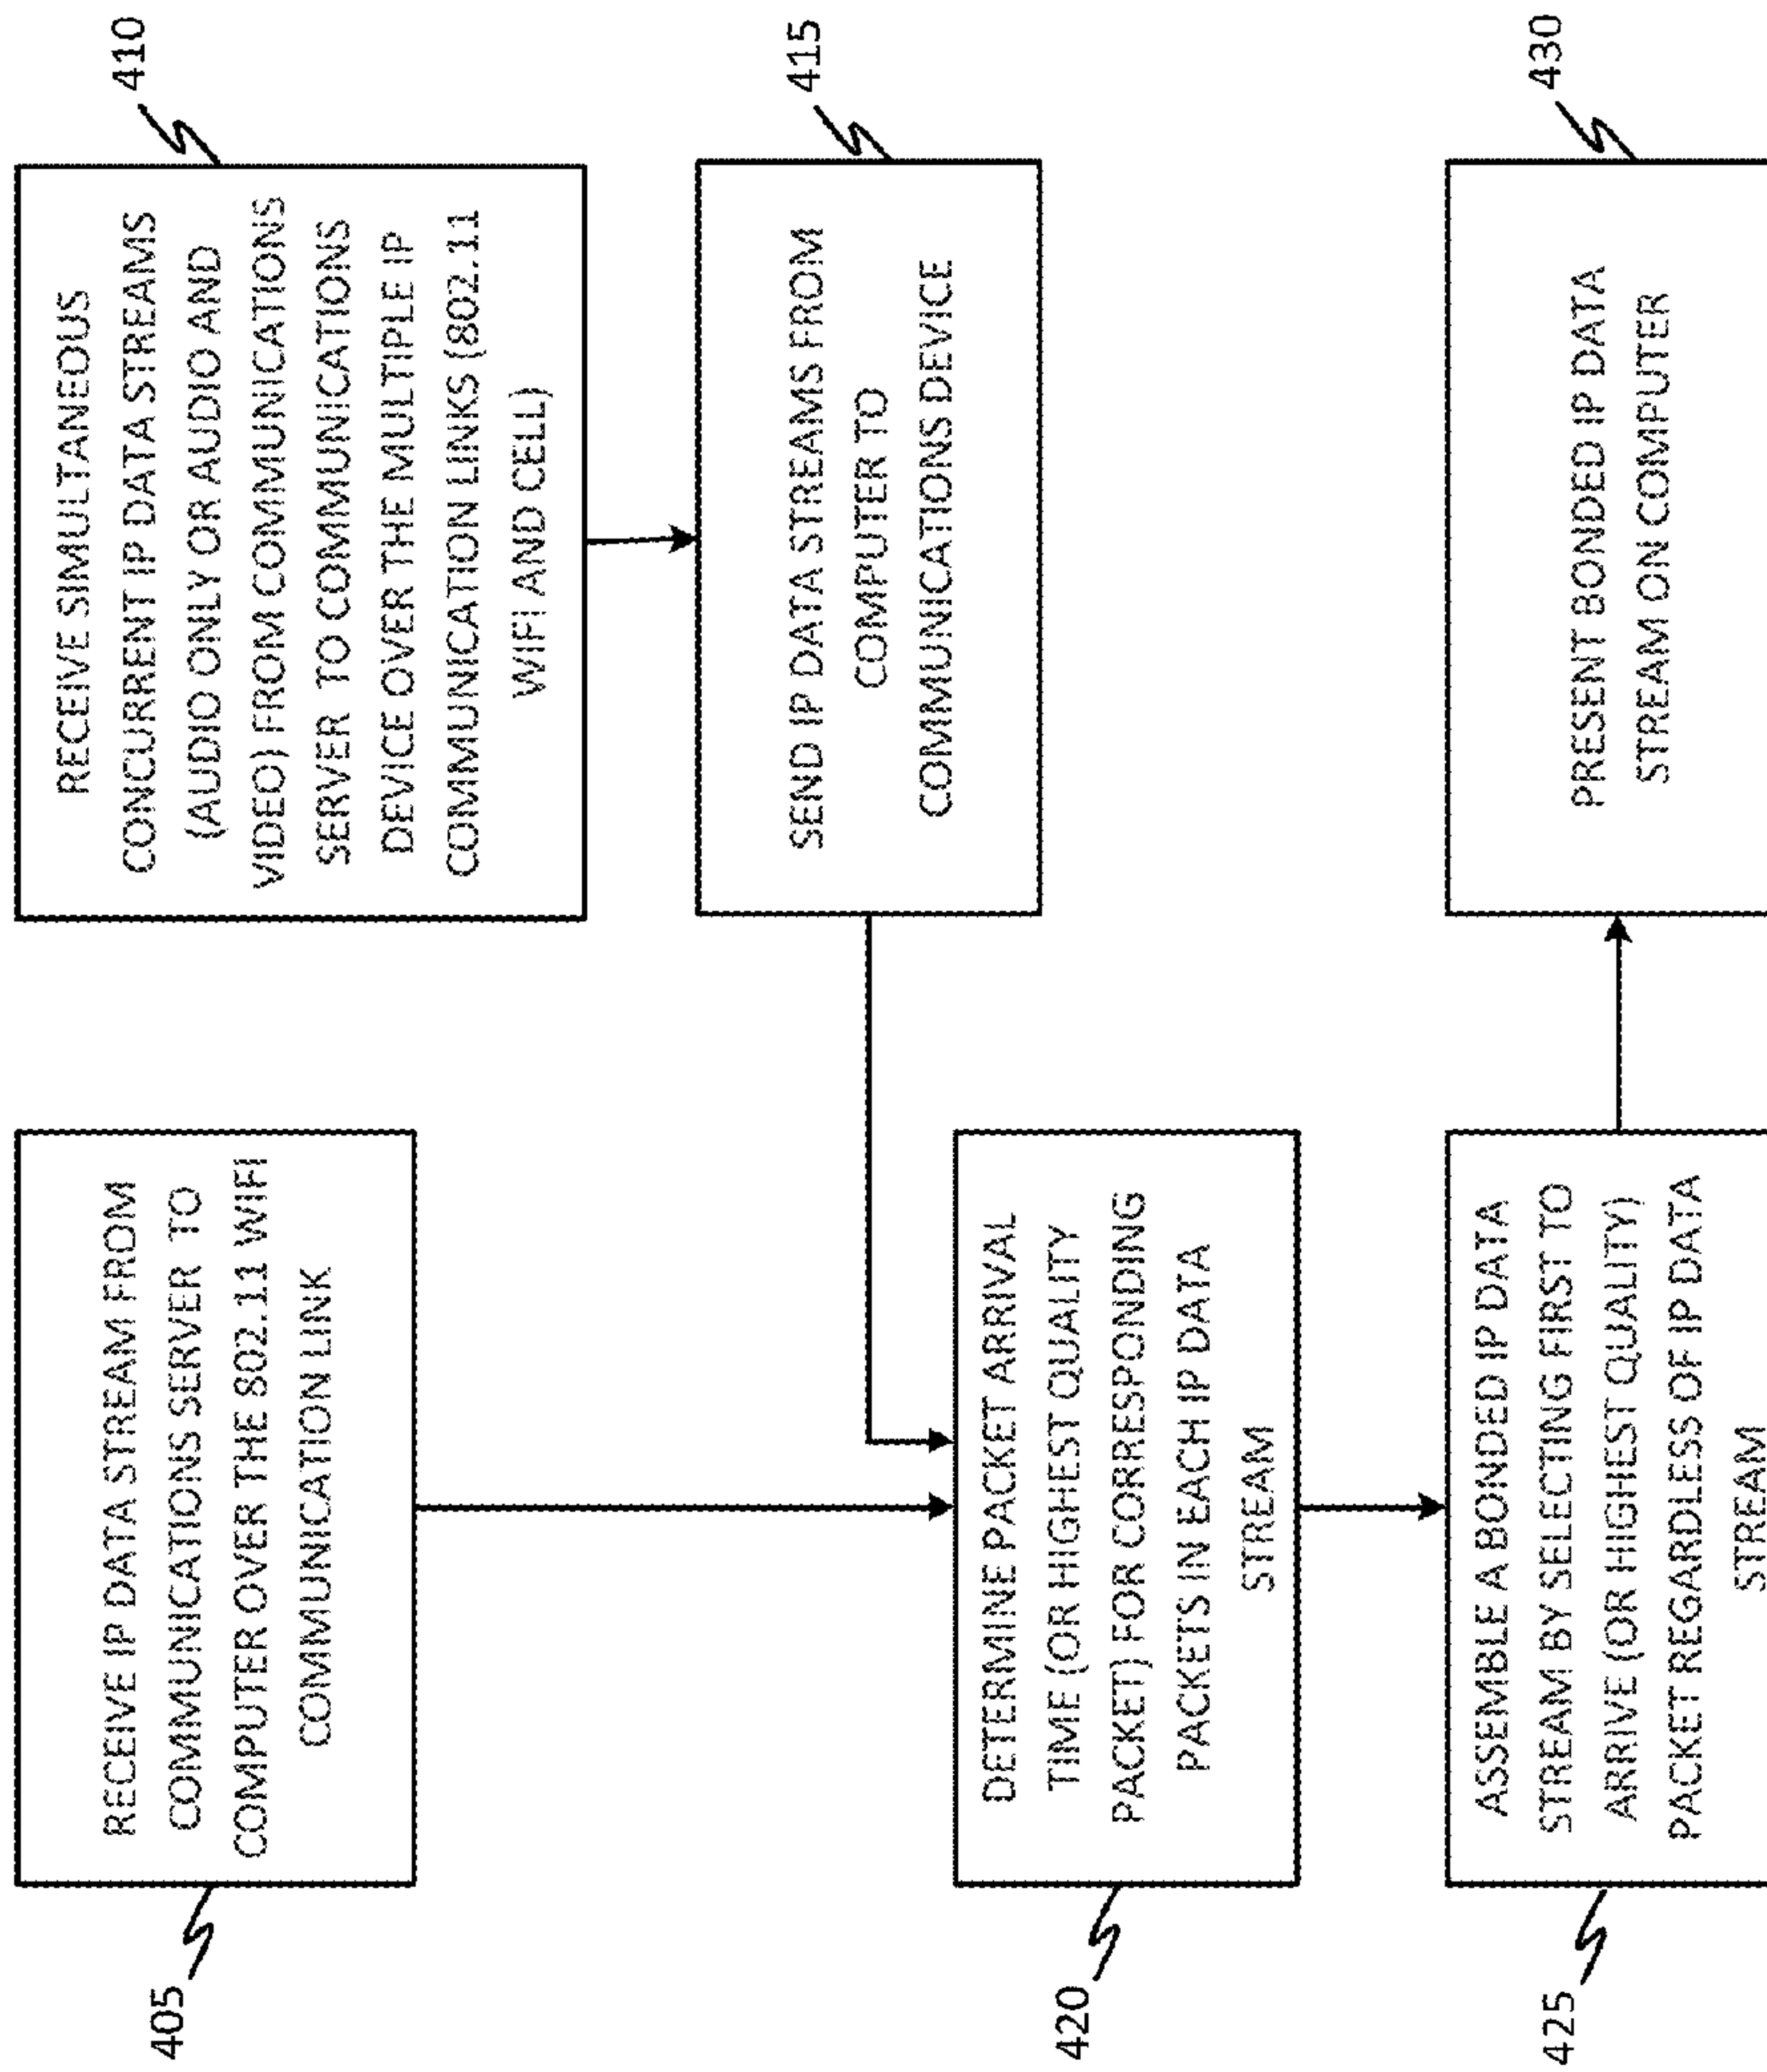 405
RECEIVE IP DATA STREAM FROM
COMMUNICATIONS SERVER TO
COMPUTER OVER THE 802.11 WIFI
COMMUNICATION LINK
410
RECEIVE SIMULTANEOUS
CONCURRENT IP DATA STREAMS
(AUDIO ONLY OR AUDIO AND
VIDEO) FROM COMMUNICATIONS
SERVER TO COMMUNICATIONS
DEVICE OVER THE MULTIPLE IP
COMMUNICATION LINKS (802.11
WIFI AND CELL)
415
SEND IP DATA STREAMS FROM
COMPUTER TO
COMMUNICATIONS DEVICE
420
DETERMINE PACKET ARRIVAL
TIME (OR HIGHEST QUALITY
PACKET) FOR CORRESPONDING
PACKETS IN EACH IP DATA
STREAM
425
ASSEMBLE A BONDED IP DATA
STREAM BY SELECTING FIRST TO
ARRIVE (OR HIGHEST QUALITY)
PACKET REGARDLESS OF IP DATA
STREAM
430
PRESENT BONDED IP DATA
STREAM ON COMPUTER